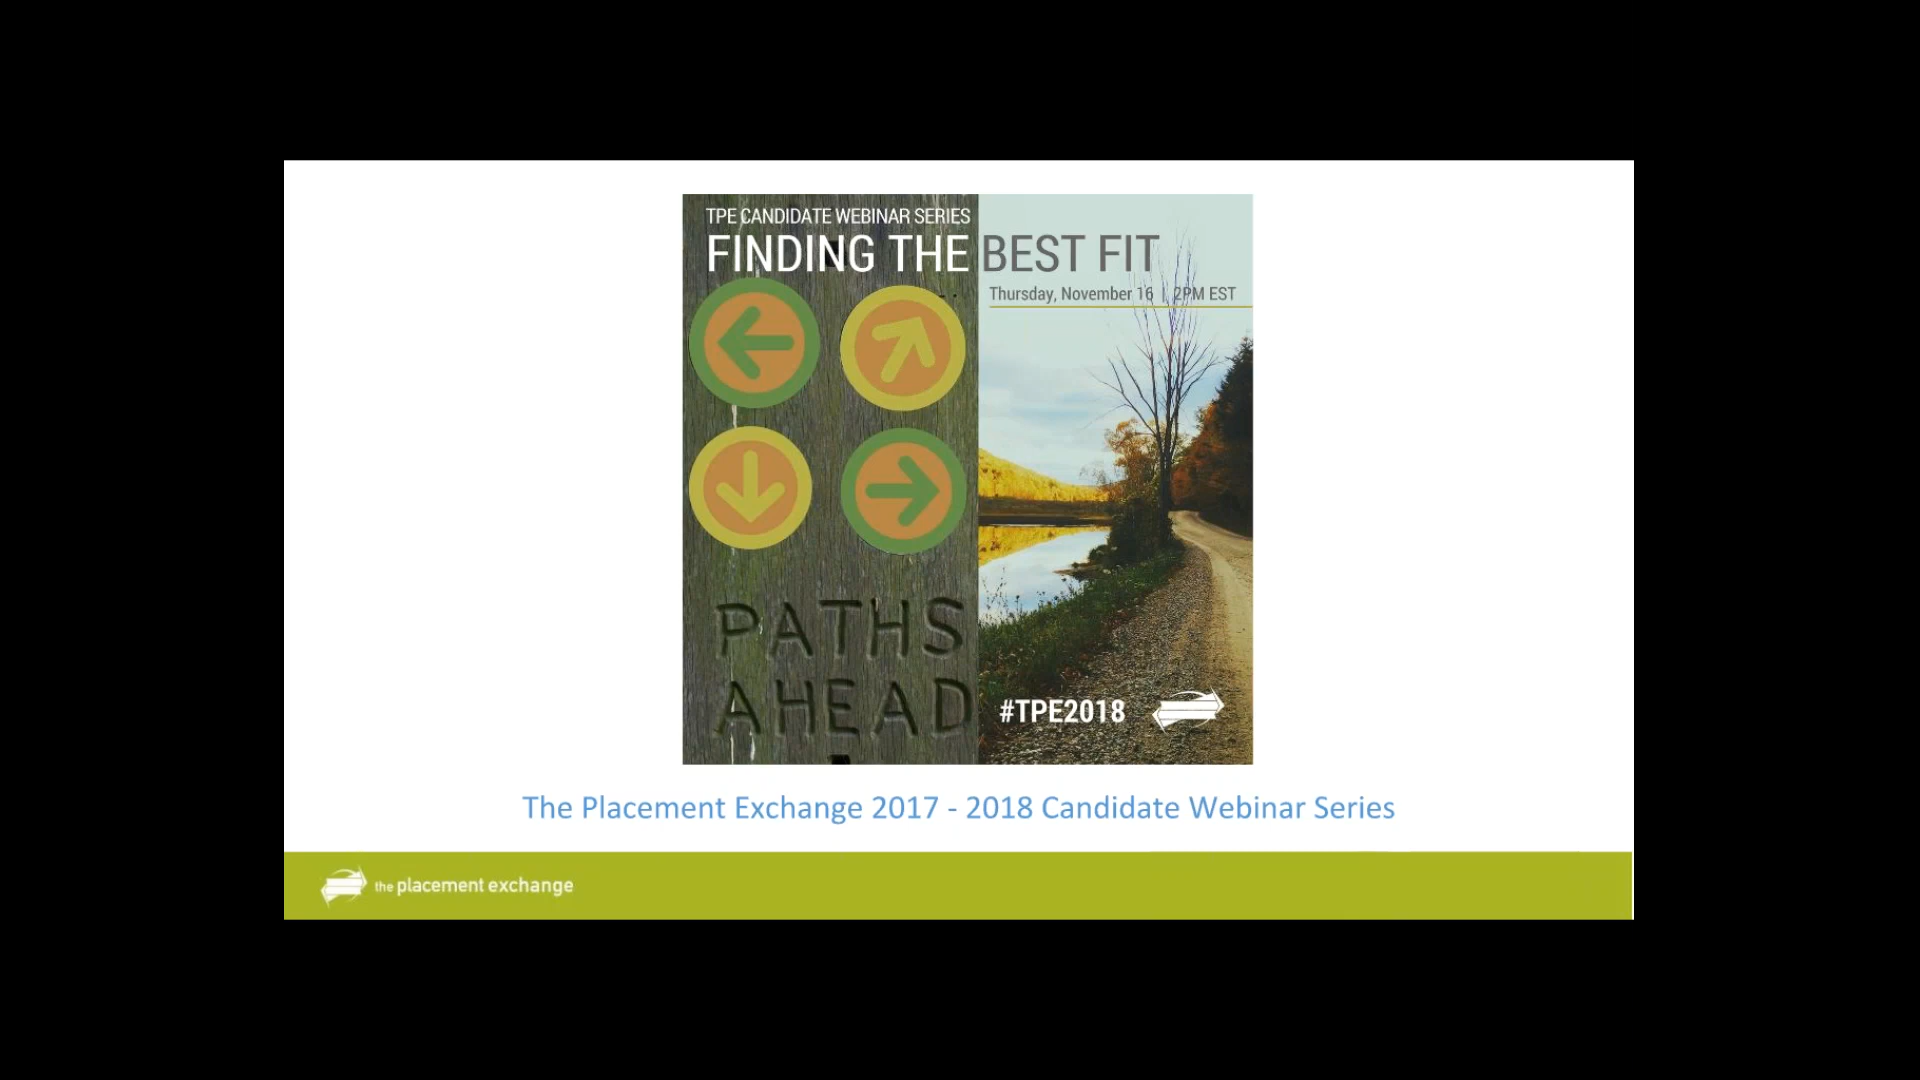 TPE CANDIDATE WEBINAR SERIES
FINDING THE BEST FIT
Thursday, November 16 | 2PM EST
PATHS
AHEAD
#TPE2018
The Placement Exchange 2017 - 2018 Candidate Webinar Series
the placement exchange